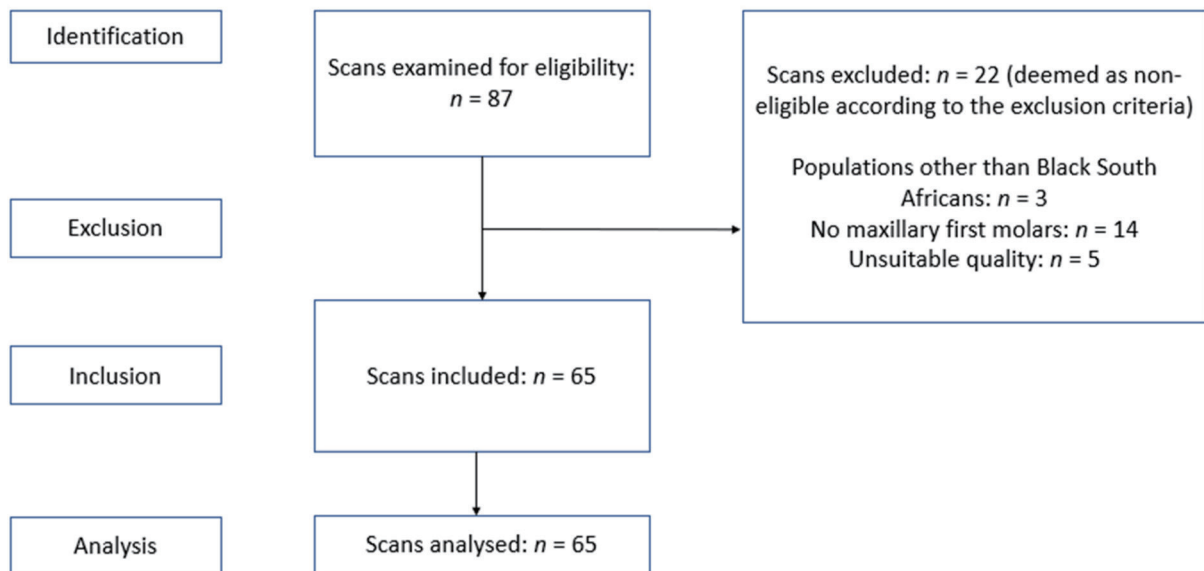 Identification
Scans examined for eligibility:
n = 87
Scans excluded: n = 22 (deemed as non-
eligible according to the exclusion criteria)
Populations other than Black South
Africans: n = 3
No maxillary first molars: n = 14
Unsuitable quality: n = 5
Exclusion
Inclusion
Scans included: n = 65
Analysis
Scans analysed: n = 65